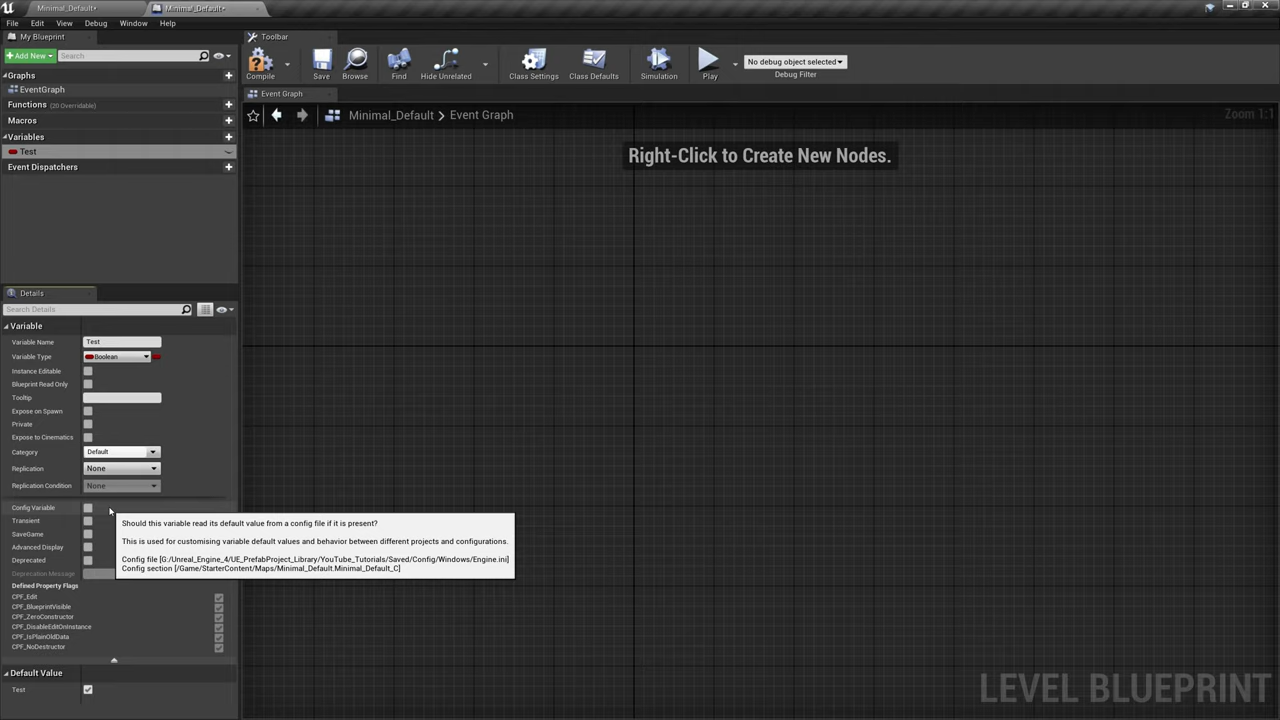 Minimal_Default*
Minimal_Default*
File Edit View Debug Window Help
My Blueprint
Toolbar
Add New
Search
Compile
Save
Browse
Find
Hide Unrelated
Class Settings
Class Defaults
Simulation
Play
No debug object selected
Debug Filter
Graphs
EventGraph
Functions (20 Overridable)
Macros
Variables
Test
Event Dispatchers
Event Graph
Minimal_Default > Event Graph
Zoom 1:1
Right-Click to Create New Nodes.
Details
Search Details
Variable
Variable Name Test
Variable Type Boolean
Instance Editable
Blueprint Read Only
Tooltip
Expose on Spawn
Private
Expose to Cinematics
Category Default
Replication None
Replication Condition None
Config Variable
Transient
SaveGame
Advanced Display
Deprecated
Deprecation Message
Should this variable read its default value from a config file if it is present?
This is used for customising variable default values and behavior between different projects and configurations.
Config file [G:/Unreal_Engine_4/UE_PrefabProject_Library/YouTube_Tutorials/Saved/Config/Windows/Engine.ini]
Config section [/Game/StarterContent/Maps/Minimal_Default.Minimal_Default_C]
Defined Property Flags
CPF_Edit
CPF_BlueprintVisible
CPF_ZeroConstructor
CPF_DisableEditOnInstance
CPF_IsPlainOldData
CPF_NoDestructor
Default Value
Test
LEVEL BLUEPRINT